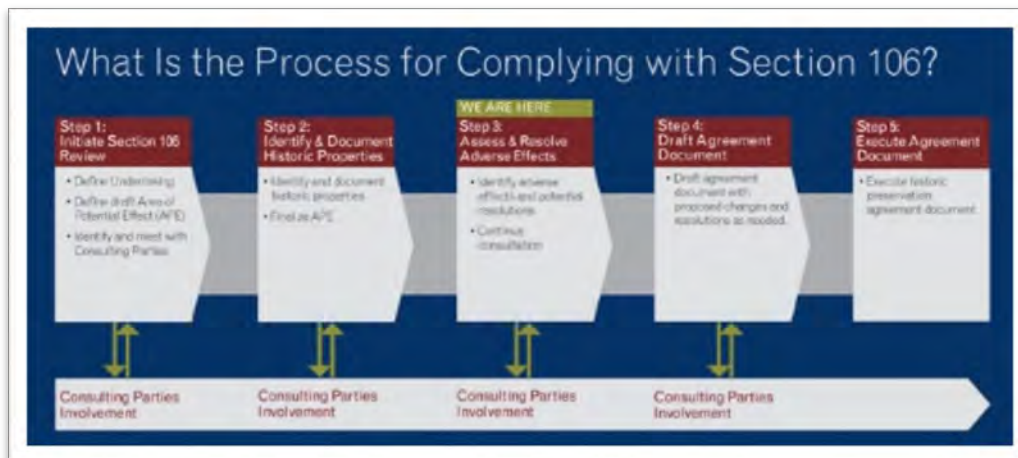 What Is the Process for Complying with Section 106?
WE ARE HERE
Step 1:
Initiate Section 106
Review
• Define Undertaking
• Define draft Area of
Potential Effect (APE)
• Identify and meet with
Consulting Parties
Step 2:
Identify & Document
Historic Properties
• Identify and document
historic properties
• Finalize APE
Step 3:
Assess & Resolve
Adverse Effects
• Identify adverse
effects and potential
resolutions
• Continue
consultation
Step 4:
Draft Agreement
Document
• Draft agreement
document with
proposed changes and
resolutions as needed.
Step 5:
Execute Agreement
Document
• Execute historic
preservation
agreement document.
Consulting Parties
Involvement
Consulting Parties
Involvement
Consulting Parties
Involvement
Consulting Parties
Involvement